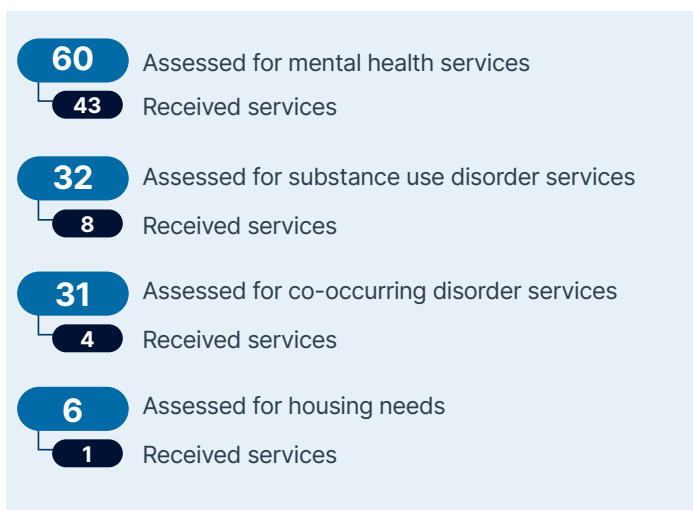 60 Assessed for mental health services
43 Received services
32 Assessed for substance use disorder services
8 Received services
31 Assessed for co-occurring disorder services
4 Received services
6 Assessed for housing needs
1 Received services